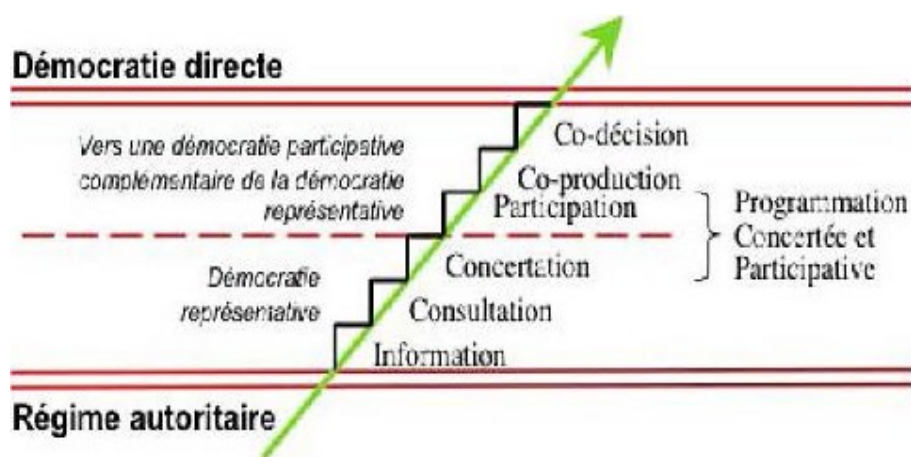 Démocratie directe
Vers une démocratie participative
complémentaire de la démocratie
représentative
Co-décision
Co-production
Participation
Programmation
Concertée et
Participative
Démocratie
représentative
Concertation
Consultation
Information
Régime autoritaire